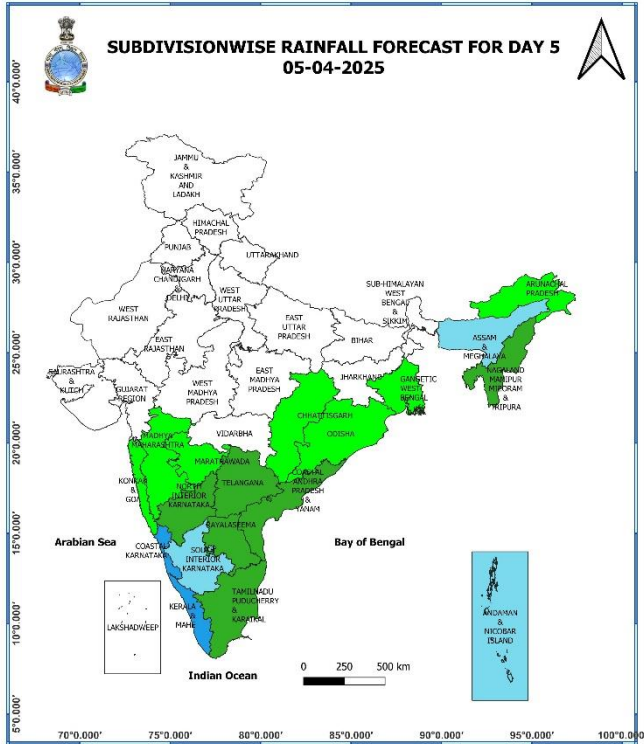 SUBDIVISIONWISE RAINFALL FORECAST FOR DAY 5
05-04-2025
40°0.000'
35°0.000'
30°0.000'
25°0.000'
20°0.000'
15°0.000'
10°0.000'
5°0.000'
JAMMU
&
KASHMIR
AND
LADAKH
HIMACHAL
PRADESH
PUNJAB
UTTARAKHAND
HARYANA
CHANDIGARH
&
DELHI
WEST
UTTAR
PRADESH
WEST
RAJASTHAN
EAST
RAJASTHAN
EAST
UTTAR
PRADESH
SUB-HIMALAYAN
WEST
BENGAL
&
SIKKIM
ARUNACHAL
PRADESH
ASSAM
&
MEGHALAYA
NAGALAND
MANIPUR
MIZORAM
&
TRIPURA
BIHAR
SAURASHTRA
&
KUTCH
GUJARAT
REGION
WEST
MADHYA
PRADESH
EAST
MADHYA
PRADESH
JHARKHAND
GANGETIC
WEST
BENGAL
CHHATTISGARH
ODISHA
VIDARBHA
MADHYA
MAHARASHTRA
MARATHWADA
KONKAN
&
GOA
NORTH
INTERIOR
KARNATAKA
TELANGANA
COASTAL
ANDHRA
PRADESH
&
YANAM
RAYALASEEMA
Arabian Sea
Bay of Bengal
COASTAL
KARNATAKA
SOUTH
INTERIOR
KARNATAKA
TAMILNADU
PUDUCHERRY
&
KARAIKAL
KERALA
&
MAHE
LAKSHADWEEP
ANDAMAN
&
NICOBAR
ISLAND
Indian Ocean
0 250 500 km
70°0.000' 75°0.000' 80°0.000' 85°0.000' 90°0.000' 95°0.000' 100°0.000'